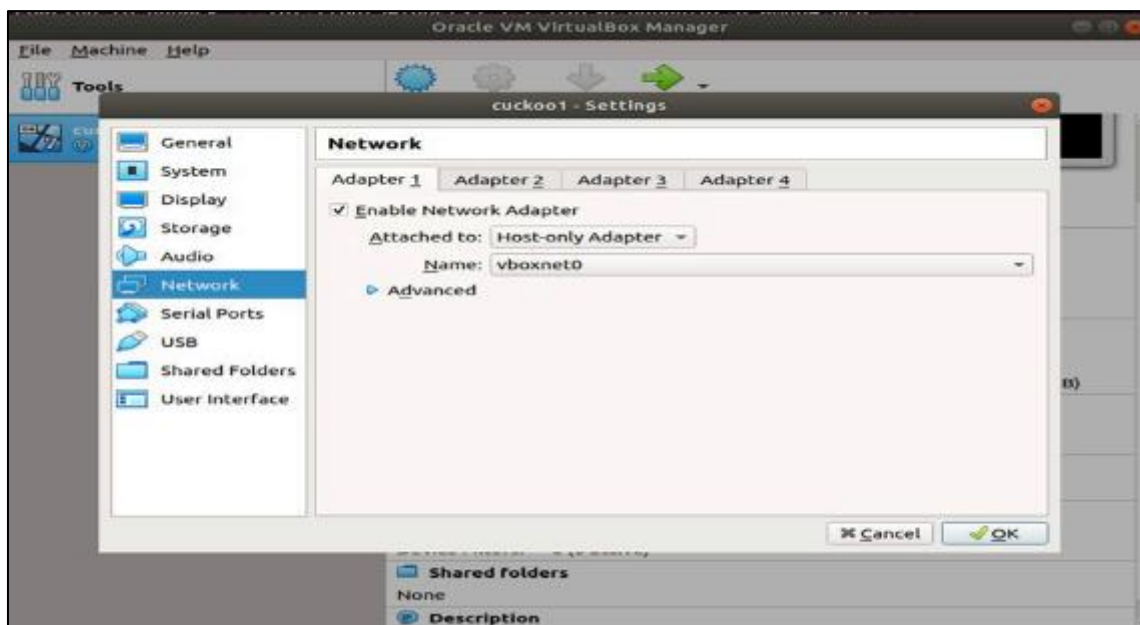 Oracle VM VirtualBox Manager
File Machine Help
Tools
cuckoo1 - Settings
General
System
Display
Storage
Audio
Network
Serial Ports
USB
Shared Folders
User Interface
Network
Adapter 1 Adapter 2 Adapter 3 Adapter 4
Enable Network Adapter
Attached to: Host-only Adapter
Name: vboxnet0
Advanced
B)
Cancel OK
Shared folders
None
Description